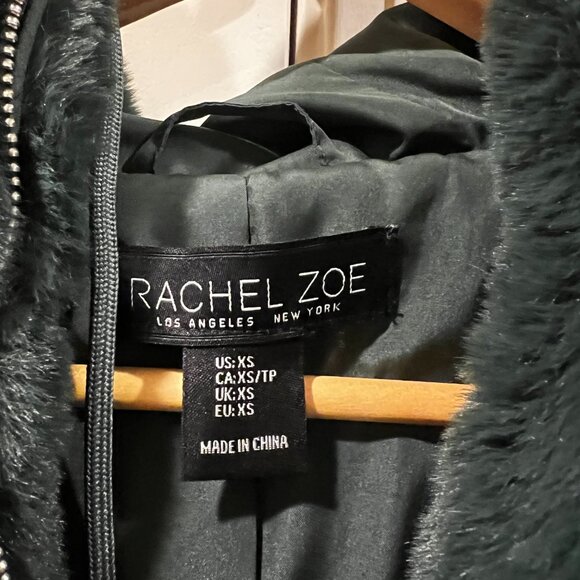 RACHEL ZOE
LOS ANGELES NEW YORK
US:XS
CA:XS/TP
UK:XS
EU:XS
MADE IN CHINA